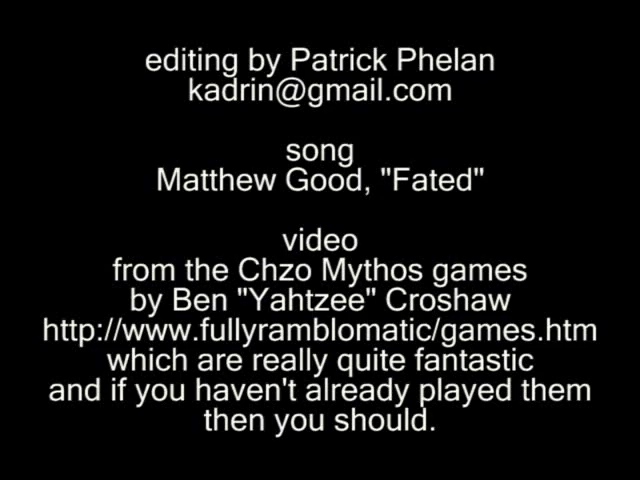 editing by Patrick Phelan
kadrin@gmail.com
song
Matthew Good, "Fated"
video
from the Chzo Mythos games
by Ben "Yahtzee" Croshaw
http://www.fullyramblomatic/games.htm
which are really quite fantastic
and if you haven't already played them
then you should.